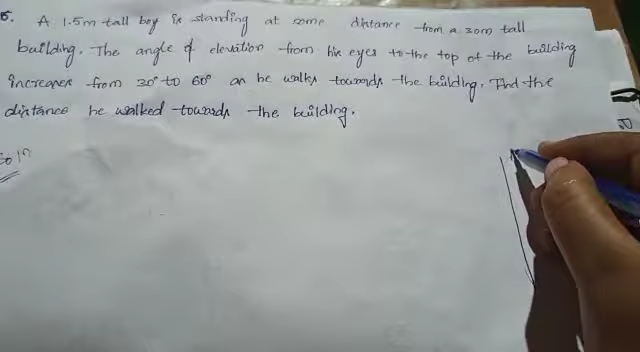 5. A 1.5m tall boy is standing at some distance from a 30m tall
building. The angle of elevation from his eyes to the top of the building
increases from 30° to 60° as he walks towards the building. Find the
distance he walked towards the building.
Soln